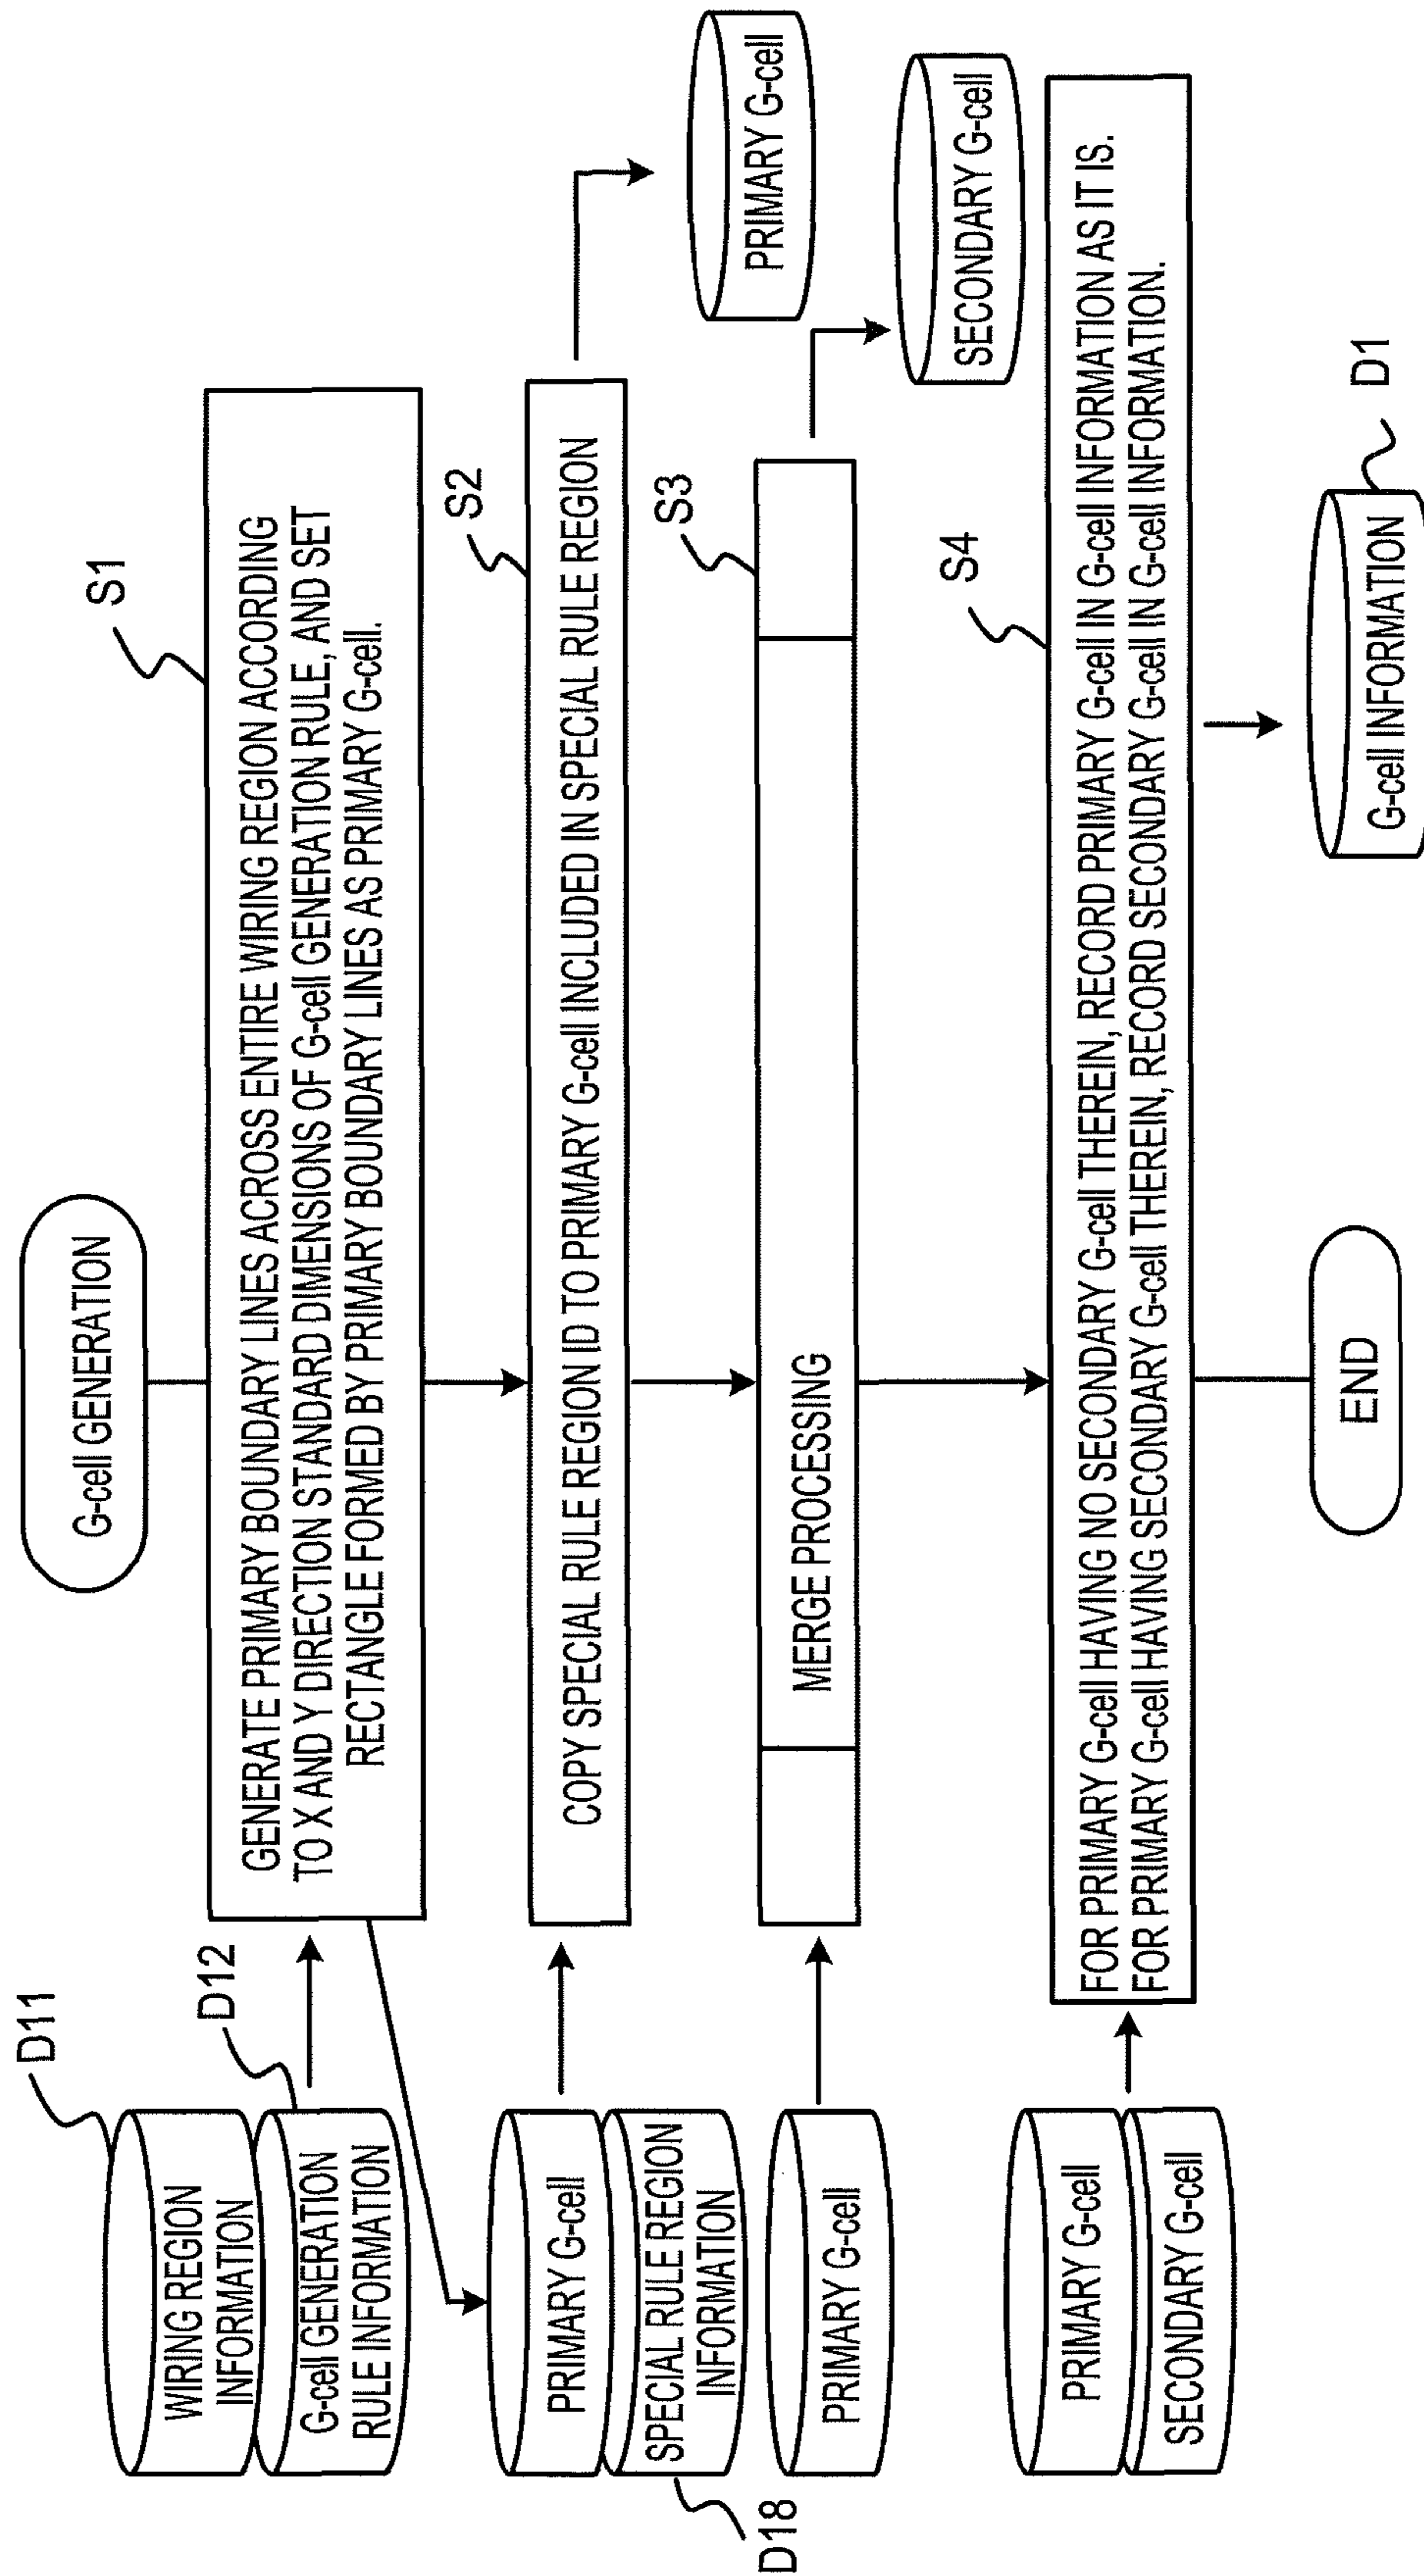 G-cell GENERATION
D11
WIRING REGION
INFORMATION
D12
G-cell GENERATION
RULE INFORMATION
S1
GENERATE PRIMARY BOUNDARY LINES ACROSS ENTIRE WIRING REGION ACCORDING
TO X AND Y DIRECTION STANDARD DIMENSIONS OF G-cell GENERATION RULE, AND SET
RECTANGLE FORMED BY PRIMARY BOUNDARY LINES AS PRIMARY G-cell.
PRIMARY G-cell
SPECIAL RULE REGION
INFORMATION
D18
S2
COPY SPECIAL RULE REGION ID TO PRIMARY G-cell INCLUDED IN SPECIAL RULE REGION
PRIMARY G-cell
PRIMARY G-cell
S3
MERGE PROCESSING
SECONDARY G-cell
PRIMARY G-cell
SECONDARY G-cell
S4
FOR PRIMARY G-cell HAVING NO SECONDARY G-cell THEREIN, RECORD PRIMARY G-cell IN G-cell INFORMATION AS IT IS.
FOR PRIMARY G-cell HAVING SECONDARY G-cell THEREIN, RECORD SECONDARY G-cell IN G-cell INFORMATION.
END
G-cell INFORMATION
D1